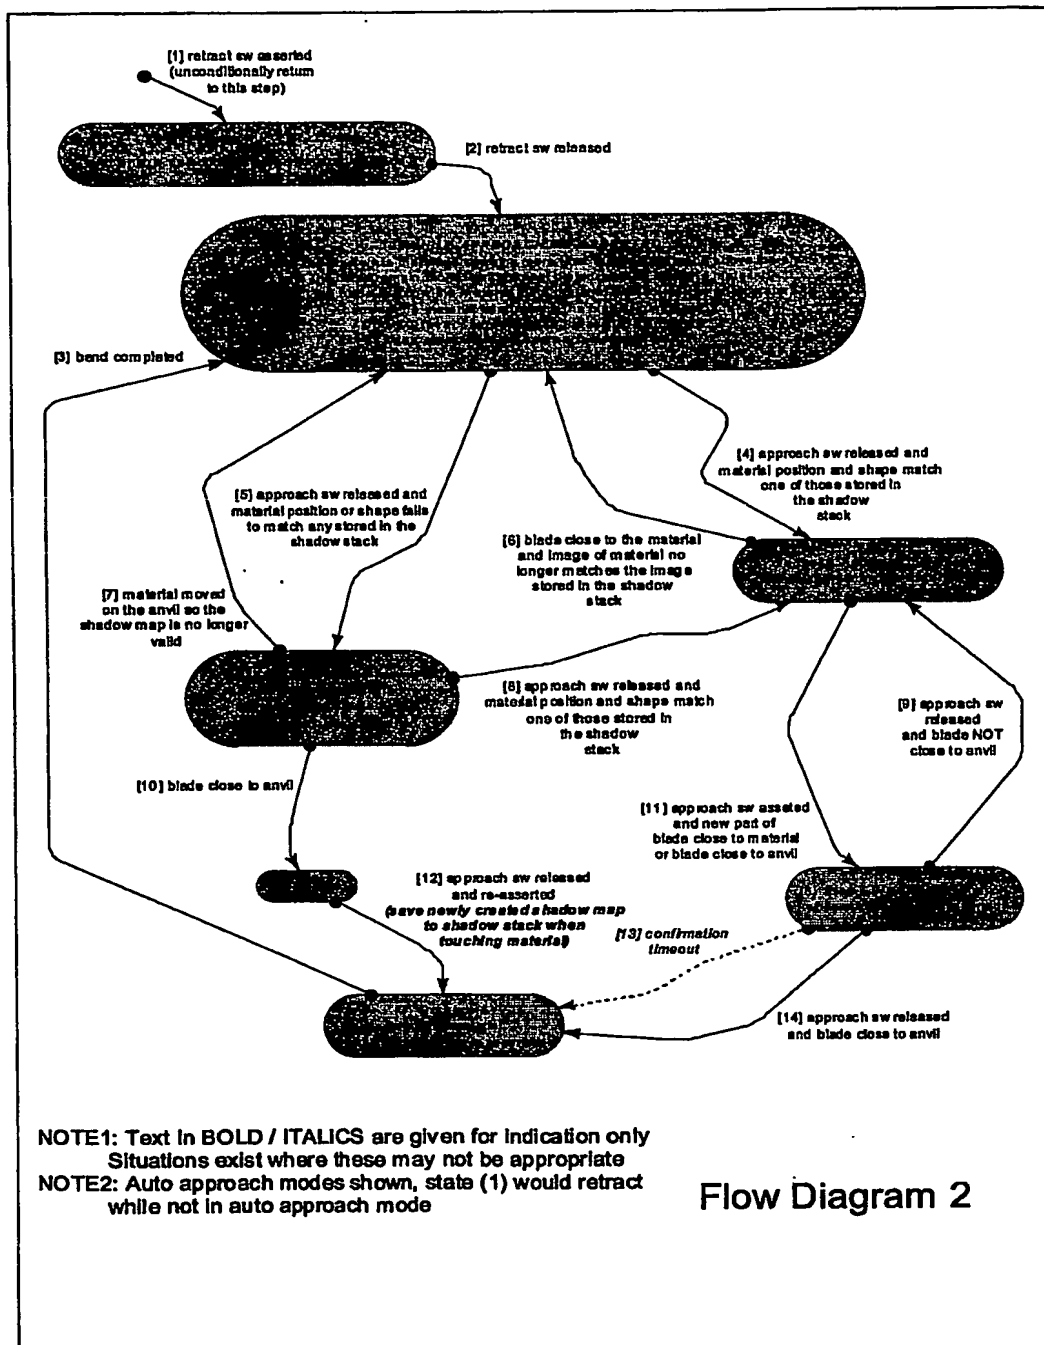 [1] retract sw asserted
(unconditionally return
to this step)
[2] retract sw released
[3] bend completed
[4] approach sw released and
material position and shape match
one of those stored in
the shadow
stack
[5] approach sw released and
material position or shape fails
to match any stored in the
shadow stack
[6] blade close to the material
and image of material no
longer matches the image
stored in the shadow
stack
[7] material moved
on the anvil so the
shadow map is no longer
valid
[8] approach sw released and
material position and shape match
one of those stored in
the shadow
stack
[9] approach sw
released
and blade NOT
close to anvil
[10] blade close to anvil
[11] approach sw asseted
and new part of
blade close to material
or blade close to anvil
[12] approach sw released
and re-asserted
(save newly created shadow map
to shadow stack when
touching material)
[13] confirmation
timeout
[14] approach sw released
and blade close to anvil
NOTE1: Text in BOLD / ITALICS are given for indication only
Situations exist where these may not be appropriate
NOTE2: Auto approach modes shown, state (1) would retract
while not in auto approach mode
Flow Diagram 2